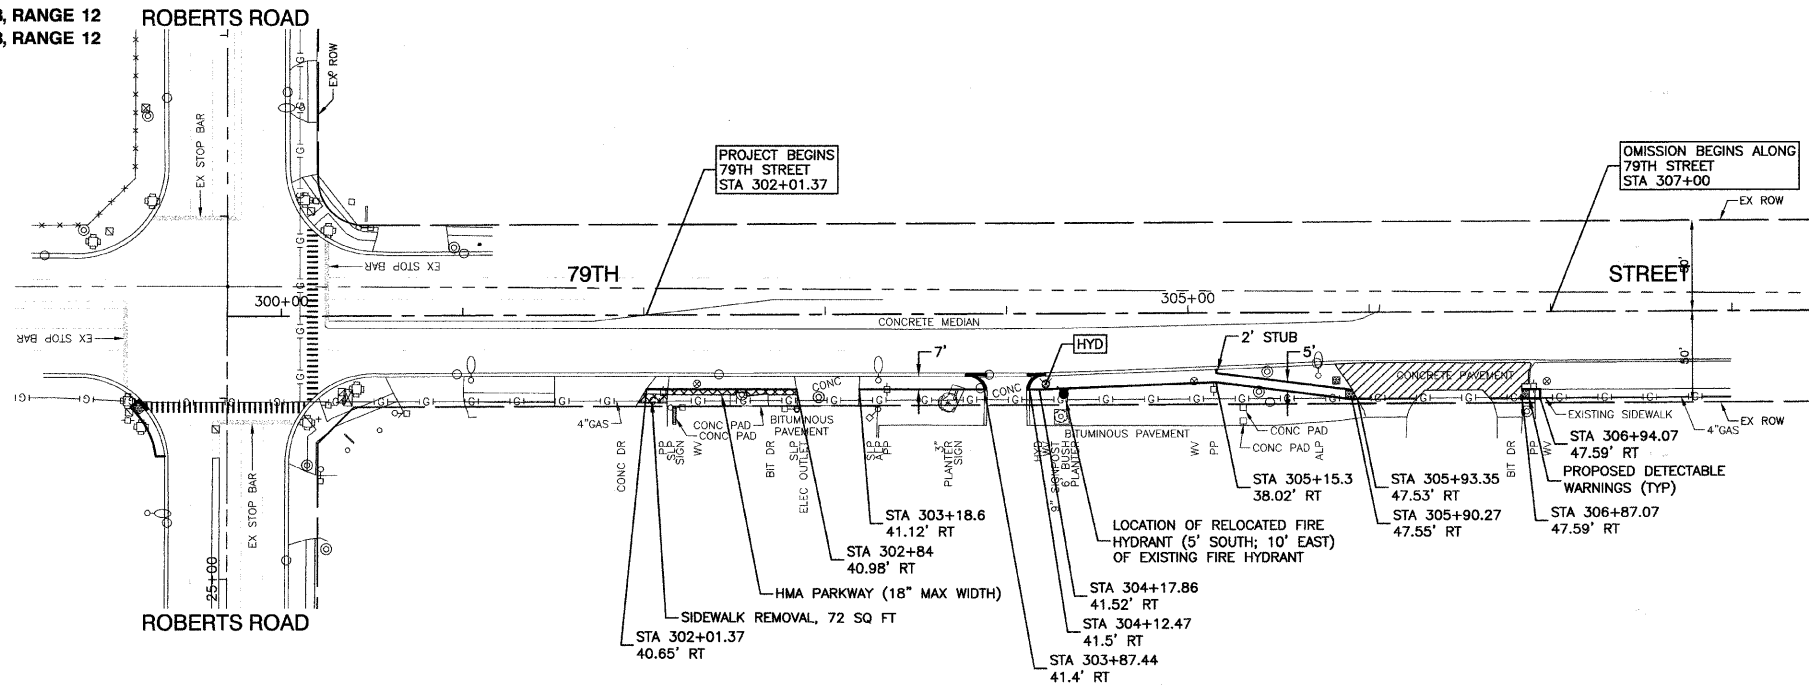 3, RANGE 12
3, RANGE 12
ROBERTS ROAD
EX ROW
EX STOP BAR
PROJECT BEGINS
79TH STREET
STA 302+01.37
OMISSION BEGINS ALONG
79TH STREET
STA 307+00
EX ROW
EX STOP BAR
79TH
STREET
300+00
305+00
50'
EX STOP BAR
CONCRETE MEDIAN
HYD
2' STUB
7'
5'
50'
CONC
CONC
CONCRETE PAVEMENT
EXISTING SIDEWALK
EX ROW
4"GAS
4"GAS
CONC PAD
CONC PAD
BITUMINOUS
PAVEMENT
BITUMINOUS PAVEMENT
CONC PAD
CONC PAD
CONC DR
PP
SLP
SIGN
WV
BIT DR
SLP
ELEC OUTLET
SLP
ALP
PP
3"
PLANTER
SIGN
HYD
WV
9" SIGNPOST
6" BUSH
PLANTER
WV
PP
ALP
BIT DR
PP
WV
STA 306+94.07
47.59' RT
PROPOSED DETECTABLE
WARNINGS (TYP)
STA 306+87.07
47.59' RT
STA 305+15.3
38.02' RT
STA 305+93.35
47.53' RT
STA 305+90.27
47.55' RT
LOCATION OF RELOCATED FIRE
HYDRANT (5' SOUTH; 10' EAST)
OF EXISTING FIRE HYDRANT
STA 303+18.6
41.12' RT
STA 302+84
40.98' RT
HMA PARKWAY (18" MAX WIDTH)
SIDEWALK REMOVAL, 72 SQ FT
STA 302+01.37
40.65' RT
STA 304+17.86
41.52' RT
STA 304+12.47
41.5' RT
STA 303+87.44
41.4' RT
EX STOP BAR
25+00
ROBERTS ROAD